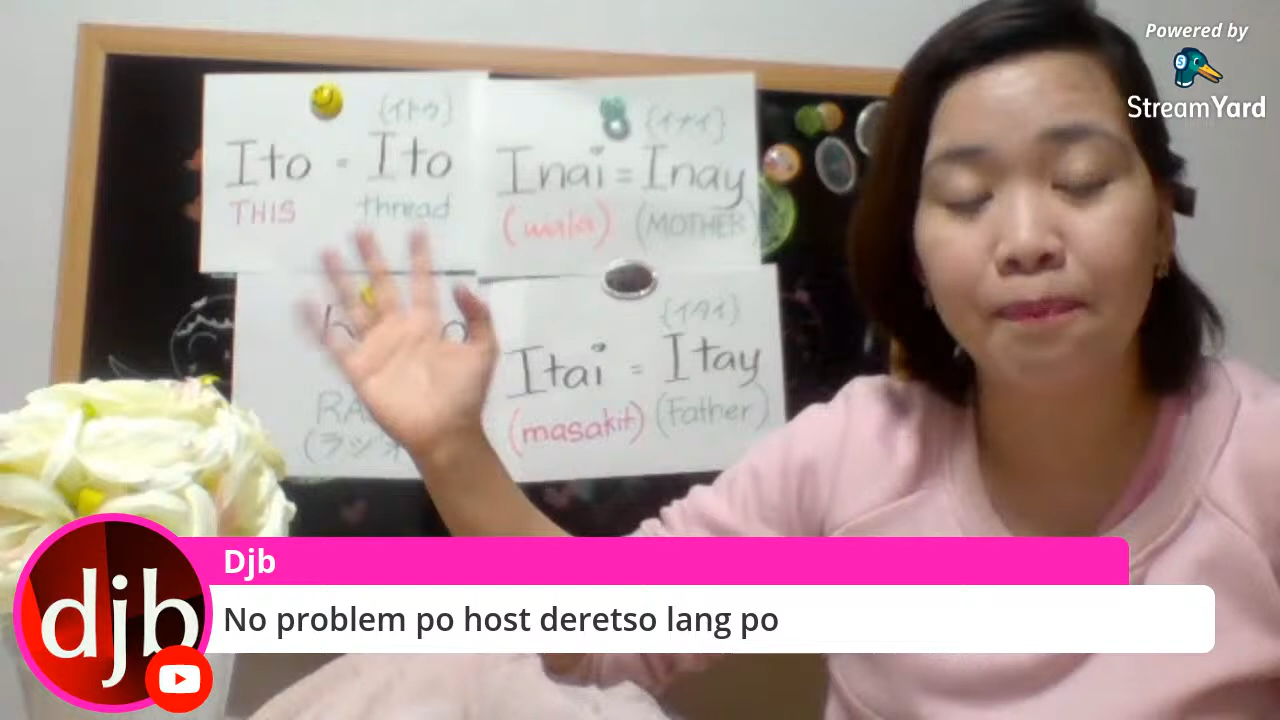 Powered by
StreamYard
{イトゥ}
Ito = Ito
THIS thread
{イナイ}
Inai = Inay
(wala) (MOTHER)
{イタイ}
Itai = Itay
(masakit) (Father)
djb
Djb
No problem po host deretso lang po